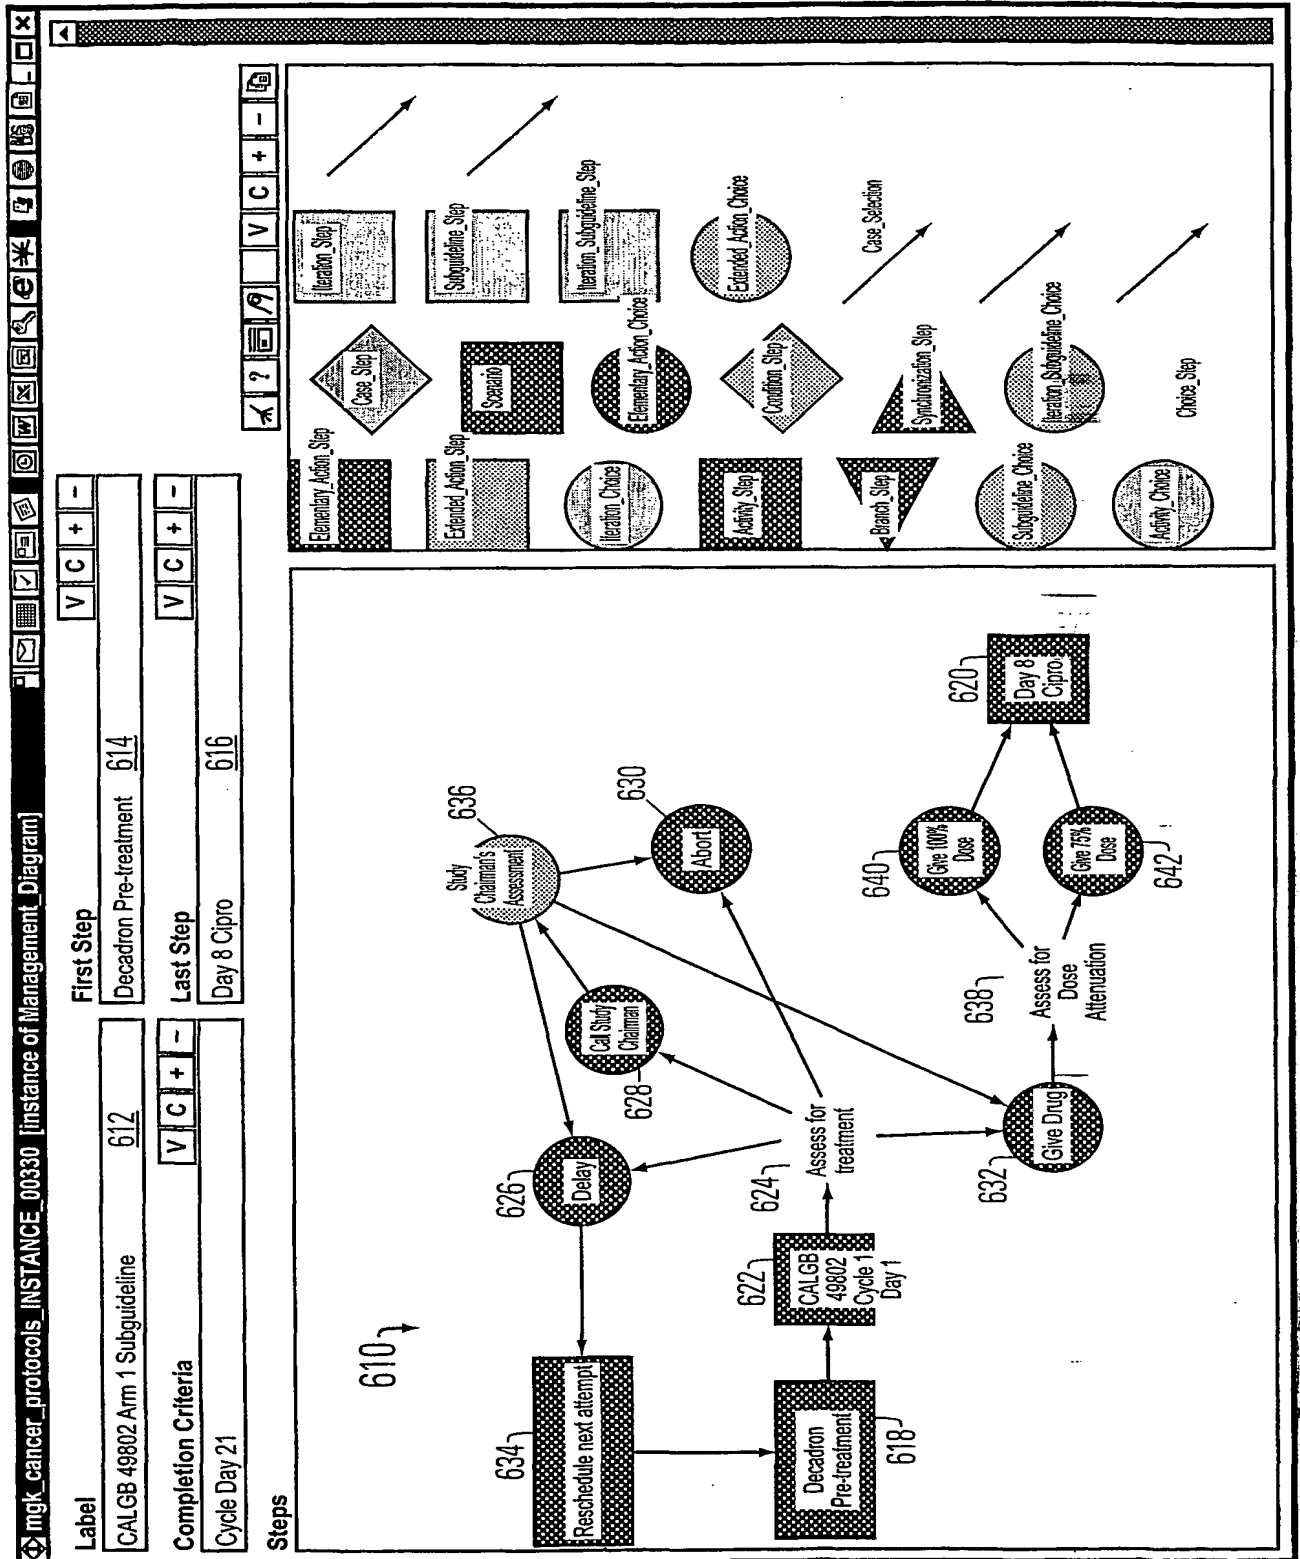 mgk_cancer_protocols_INSTANCE_00330 [instance of Management_Diagram]
Label
CALGB 49802 Arm 1 Subguideline 612
First Step
V C + -
Decadron Pre-treatment 614
Completion Criteria
V C + -
Cycle Day 21
Last Step
V C + -
Day 8 Cipro 616
Steps
? V C + -
610
634
Reschedule next attempt
626
Delay
628
Call Study
Chairman
636
Study
Chairman's
Assessment
630
Abort
618
Decadron
Pre-treatment
622
CALGB
49802
Cycle 1
Day 1
624
Assess for
treatment
632
Give Drug
638
Assess for
Dose
Attenuation
640
Give 100%
Dose
642
Give 75%
Dose
620
Day 8
Cipro
Elementary_Action_Step
Case_Step
Iteration_Step
Extended_Action_Step
Scenario
Subguideline_Step
Iteration_Choice
Elementary_Action_Choice
Iteration_Subguideline_Step
Activity_Step
Condition_Step
Extended_Action_Choice
Branch_Step
Synchronization_Step
Case_Selection
Subguideline_Choice
Iteration_Subguideline_Choice
Activity_Choice
Choice_Step